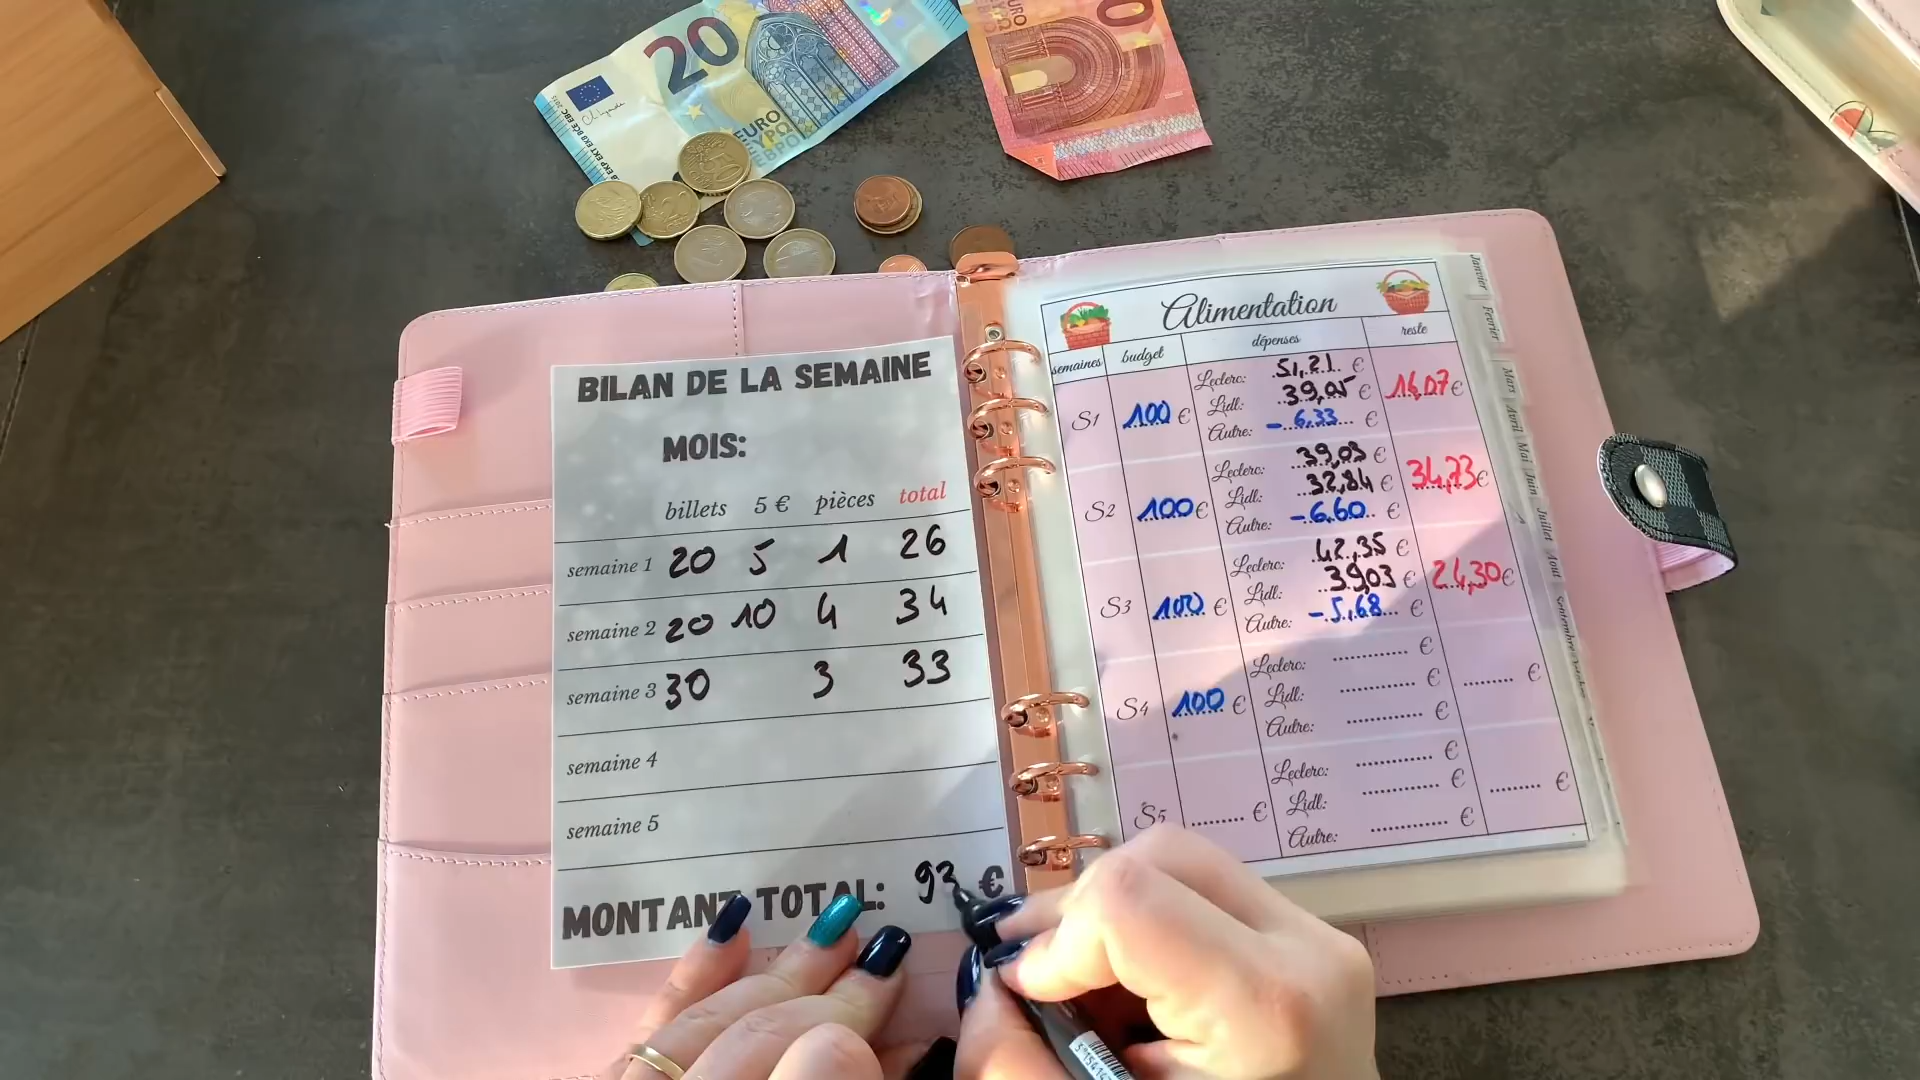 20
EURO
EYPO
ЕВРО
BILAN DE LA SEMAINE
MOIS:
billets 5 € pièces total
semaine 1 20 5 1 26
semaine 2 20 10 4 34
semaine 3 30 3 33
semaine 4
semaine 5
MONTANT TOTAL: 93 €
Alimentation
semaines budget dépenses reste
S1 100 € Leclerc: 51,21 €
Lidl: 39,05 €
Autre: - 6,33 €
S2 100 € Leclerc: 39,03 € 34,73 €
Lidl: 32,84 €
Autre: - 6,60 €
S3 100 € Leclerc: 42,35 € 24,30 €
Lidl: 39,03 €
Autre: - 5,68 €
S4 100 € Leclerc: ............ €
Lidl: ............ € ......... €
Autre: ............ €
S5 ......... € Leclerc: ............ €
Lidl: ............ € ......... €
Autre: ............ €
Janvier
Février
Mars
Avril
Mai
Juin
Juillet
Aout
Septembre